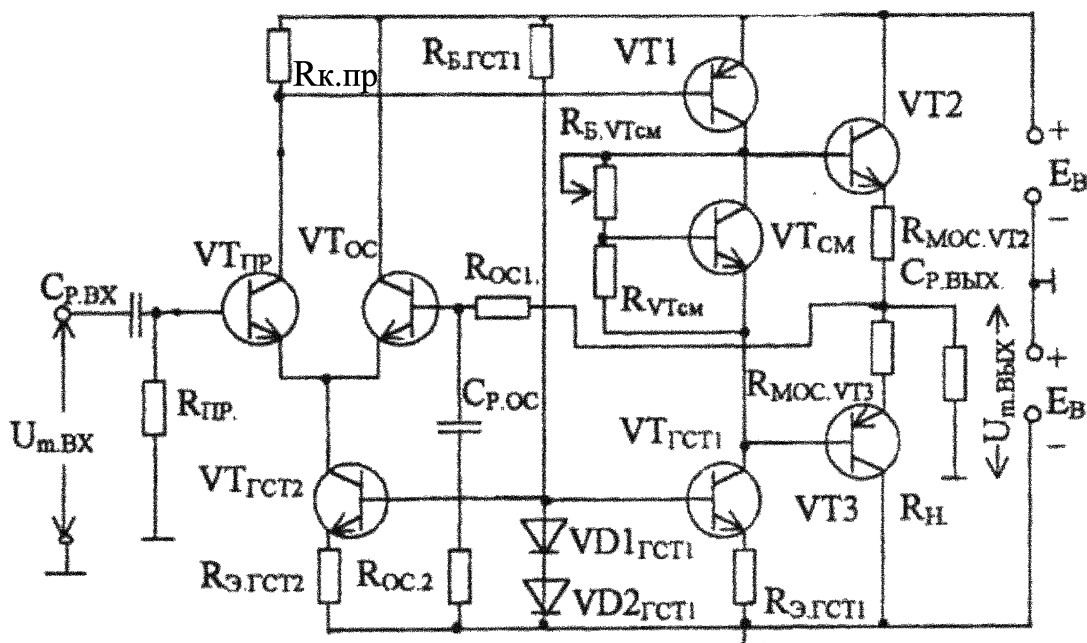 Rк.пр
RБ.ГСТ1
VT1
RБ.VTсм
VT2
+
EВ
−
VTПР
VTОС
RОС1.
VTСМ
RМОС.VT2
CР.ВХ
RVTсм
CР.ВЫХ.
RПР.
CР.ОС
RМОС.VT3
+
Um.ВЫХ
EВ
−
Um.ВХ
VTГСТ1
VTГСТ2
VT3
RН.
VD1ГСТ1
RЭ.ГСТ2
RОС.2
VD2ГСТ1
RЭ.ГСТ1